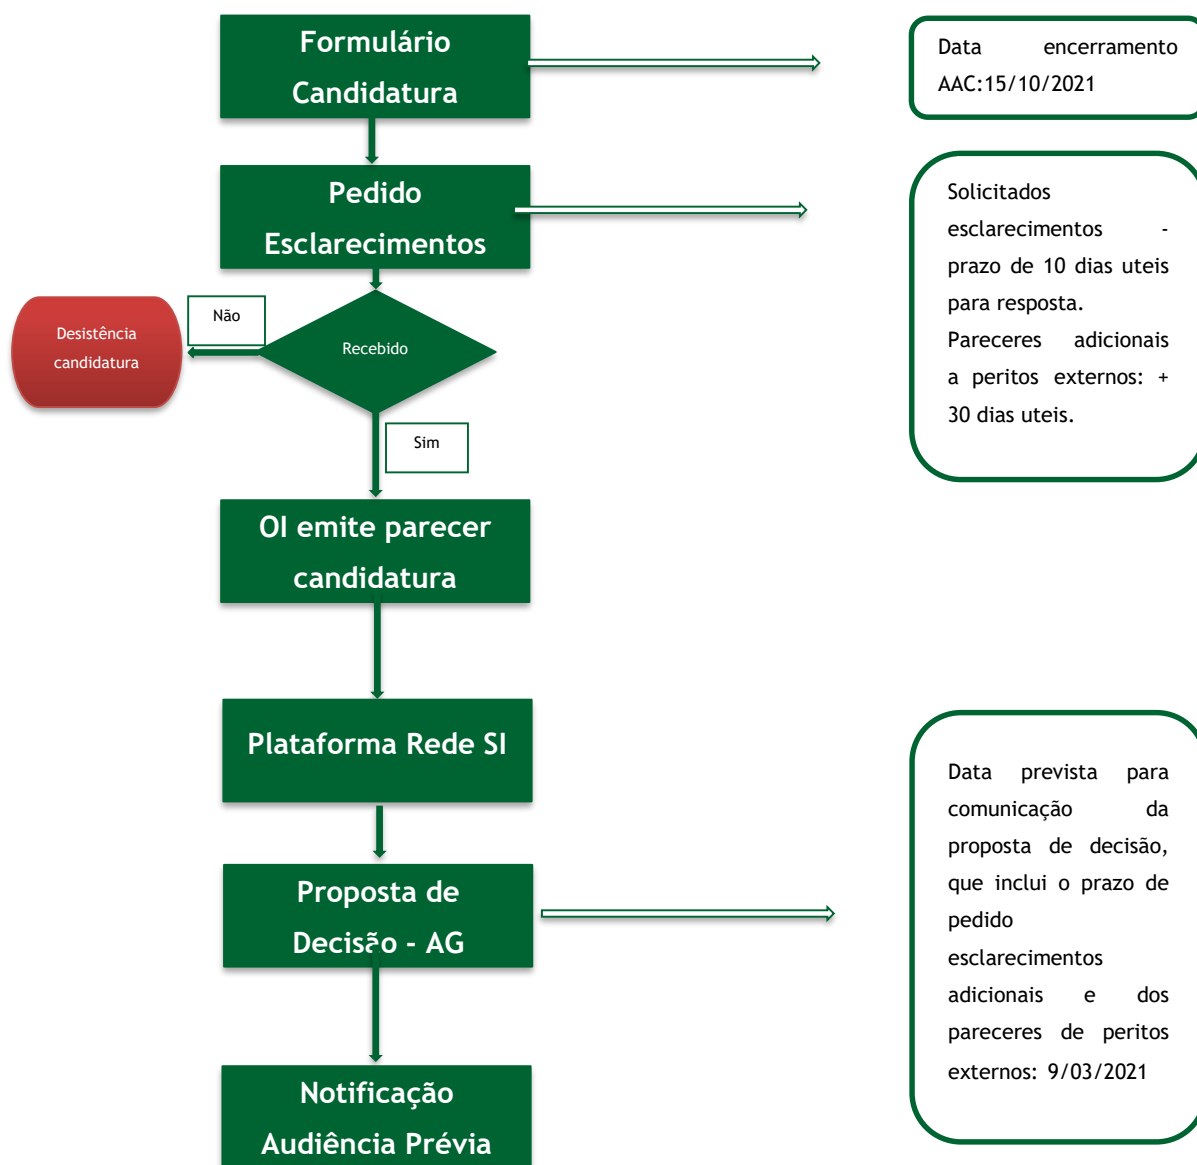 Formulário
Candidatura
Data encerramento
AAC:15/10/2021
Pedido
Esclarecimentos
Solicitados
esclarecimentos -
prazo de 10 dias uteis
para resposta.
Pareceres adicionais
a peritos externos: +
30 dias uteis.
Não
Desistência
candidatura
Recebido
Sim
OI emite parecer
candidatura
Plataforma Rede SI
Proposta de
Decisão - AG
Data prevista para
comunicação da
proposta de decisão,
que inclui o prazo de
pedido
esclarecimentos
adicionais e dos
pareceres de peritos
externos: 9/03/2021
Notificação
Audiência Prévia